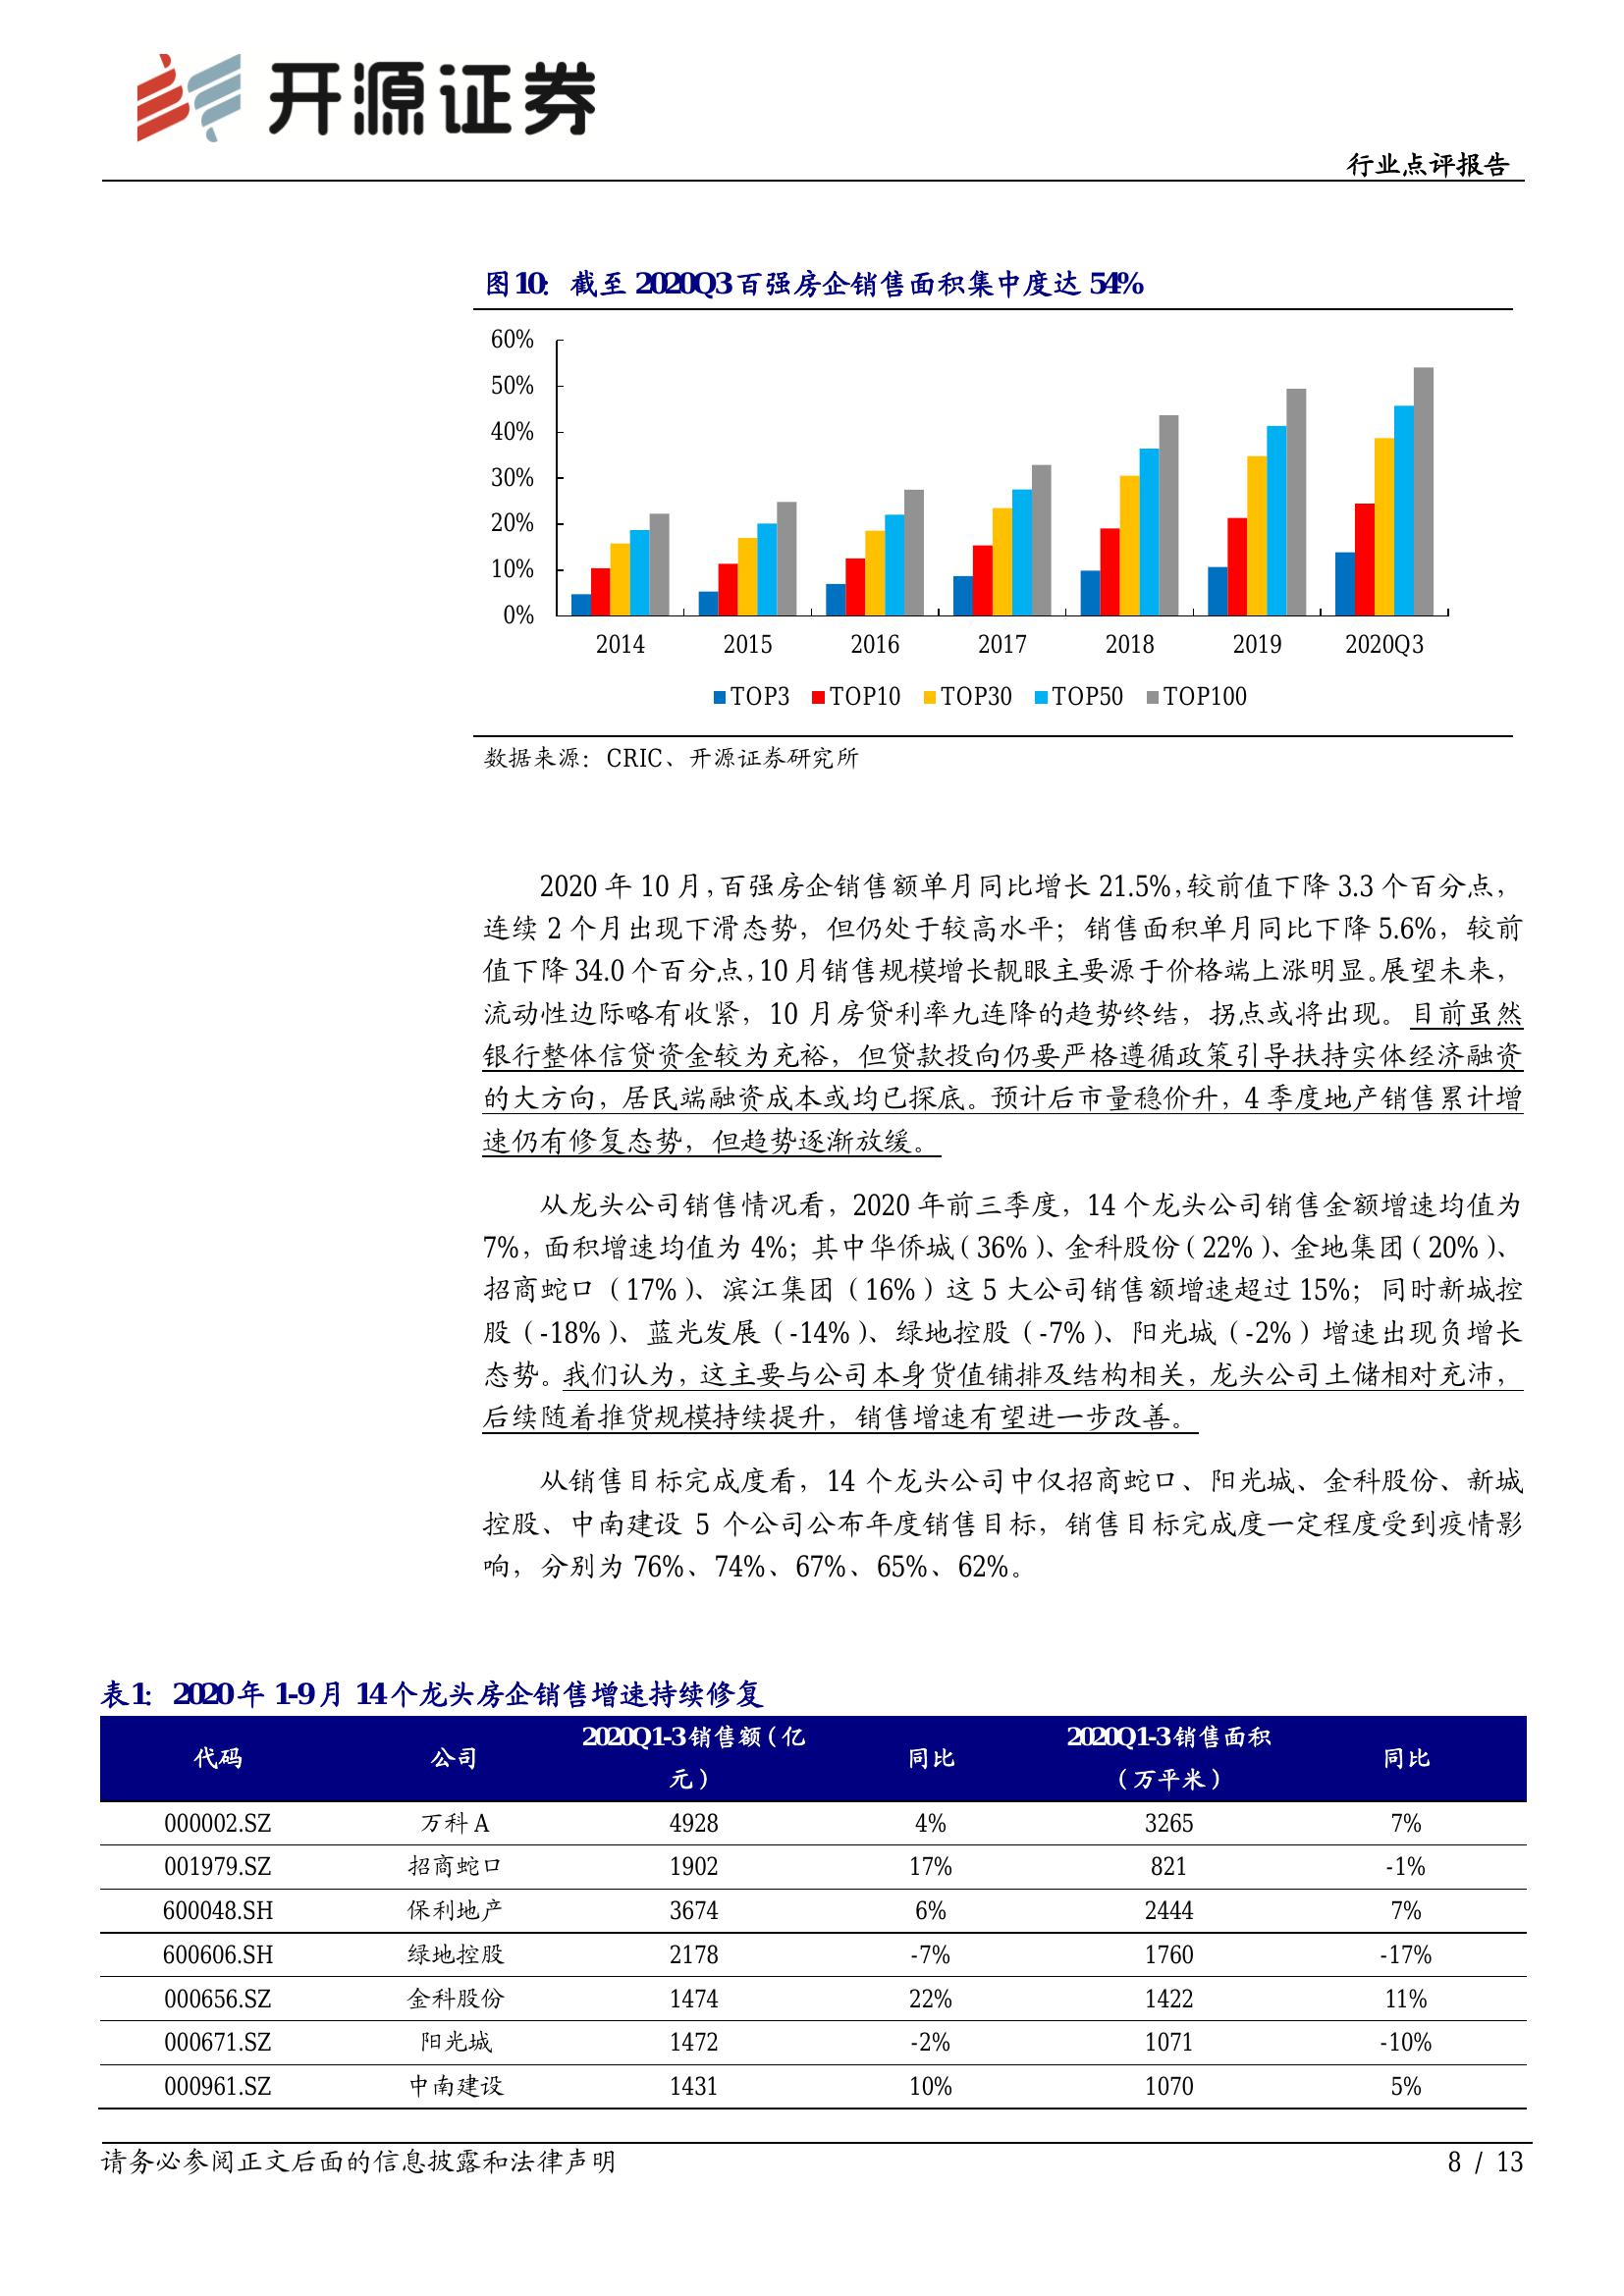 开源证券
行业点评报告
图10：截至2020Q3百强房企销售面积集中度达54%
60%
50%
40%
30%
20%
10%
0%
2014 2015 2016 2017 2018 2019 2020Q3
TOP3 TOP10 TOP30 TOP50 TOP100
数据来源：CRIC、开源证券研究所
2020年10月，百强房企销售额单月同比增长21.5%，较前值下降3.3个百分点，
连续2个月出现下滑态势，但仍处于较高水平；销售面积单月同比下降5.6%，较前
值下降34.0个百分点，10月销售规模增长靓眼主要源于价格端上涨明显。展望未来，
流动性边际略有收紧，10月房贷利率九连降的趋势终结，拐点或将出现。目前虽然
银行整体信贷资金较为充裕，但贷款投向仍要严格遵循政策引导扶持实体经济融资
的大方向，居民端融资成本或均已探底。预计后市量稳价升，4季度地产销售累计增
速仍有修复态势，但趋势逐渐放缓。
从龙头公司销售情况看，2020年前三季度，14个龙头公司销售金额增速均值为
7%，面积增速均值为4%；其中华侨城（36%）、金科股份（22%）、金地集团（20%）、
招商蛇口（17%）、滨江集团（16%）这5大公司销售额增速超过15%；同时新城控
股（-18%）、蓝光发展（-14%）、绿地控股（-7%）、阳光城（-2%）增速出现负增长
态势。我们认为，这主要与公司本身货值铺排及结构相关，龙头公司土储相对充沛，
后续随着推货规模持续提升，销售增速有望进一步改善。
从销售目标完成度看，14个龙头公司中仅招商蛇口、阳光城、金科股份、新城
控股、中南建设5个公司公布年度销售目标，销售目标完成度一定程度受到疫情影
响，分别为76%、74%、67%、65%、62%。
表1：2020年1-9月14个龙头房企销售增速持续修复
代码 公司 2020Q1-3销售额（亿 同比 2020Q1-3销售面积 同比
元） （万平米）
000002.SZ 万科A 4928 4% 3265 7%
001979.SZ 招商蛇口 1902 17% 821 -1%
600048.SH 保利地产 3674 6% 2444 7%
600606.SH 绿地控股 2178 -7% 1760 -17%
000656.SZ 金科股份 1474 22% 1422 11%
000671.SZ 阳光城 1472 -2% 1071 -10%
000961.SZ 中南建设 1431 10% 1070 5%
请务必参阅正文后面的信息披露和法律声明 8 / 13